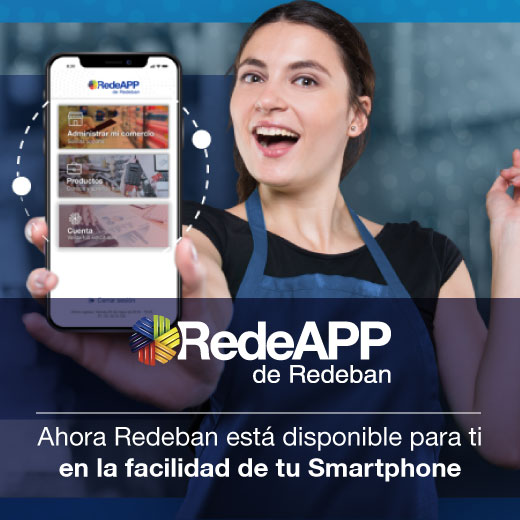 RedeAPP
de Redeban
Administrar mi comercio
Productos
Cuenta
Cerrar sesión
RedeAPP
de Redeban
Ahora Redeban está disponible para ti
en la facilidad de tu Smartphone